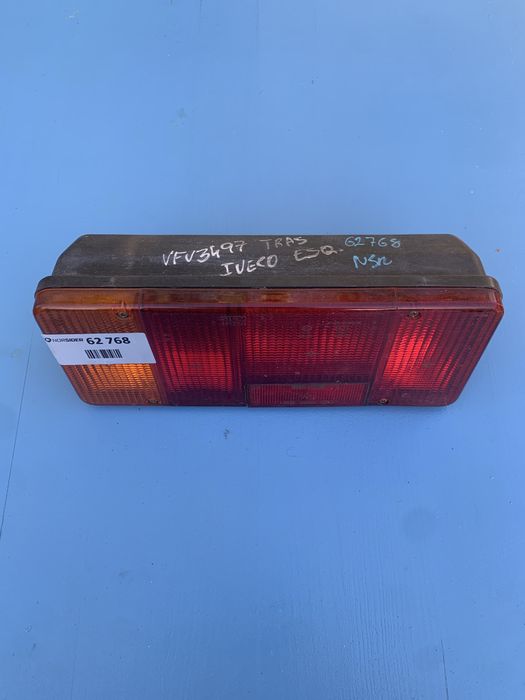 VFV3497 TRAS ESQ. 62768
IVECO NSR
NORSIDER 62 768